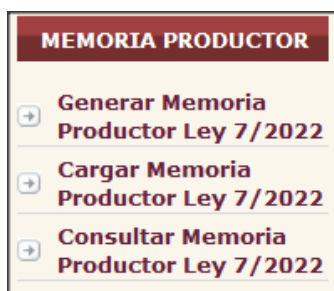 MEMORIA PRODUCTOR
Generar Memoria
Productor Ley 7/2022
Cargar Memoria
Productor Ley 7/2022
Consultar Memoria
Productor Ley 7/2022